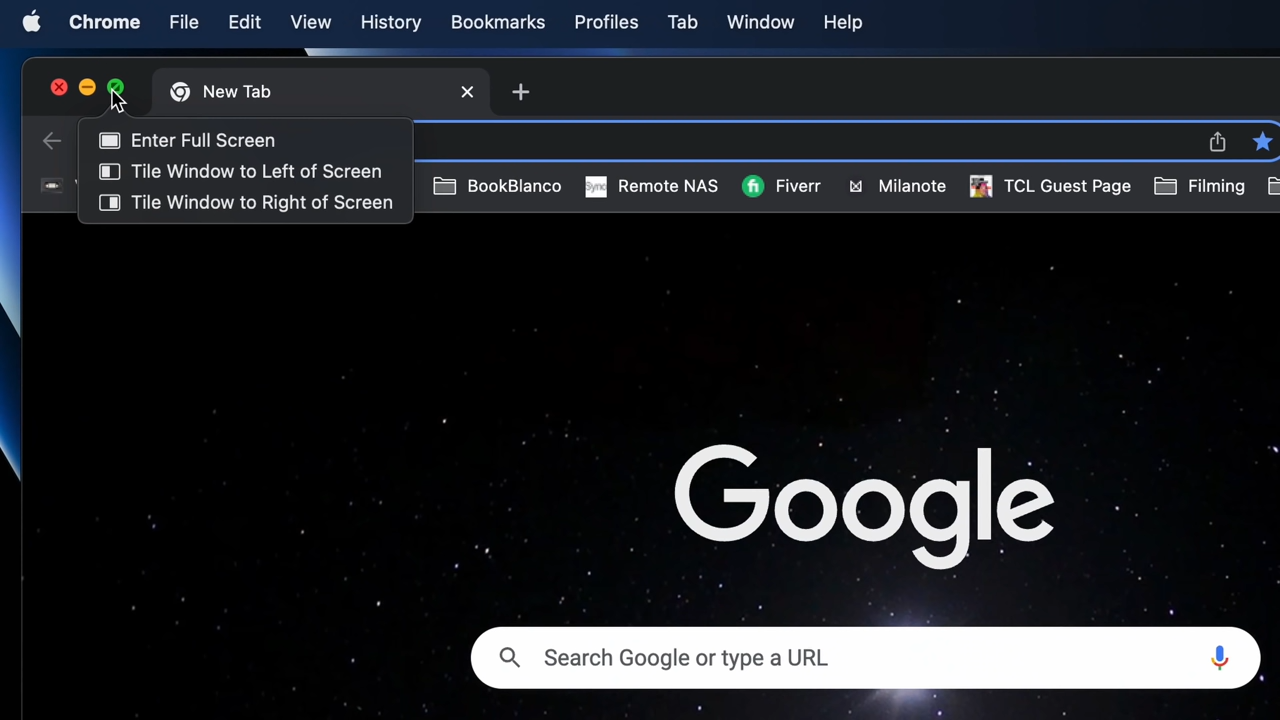 Chrome File Edit View History Bookmarks Profiles Tab Window Help
New Tab
Enter Full Screen
Tile Window to Left of Screen
Tile Window to Right of Screen
BookBlanco Sync Remote NAS fi Fiverr Milanote TCL Guest Page Filming
Google
Search Google or type a URL